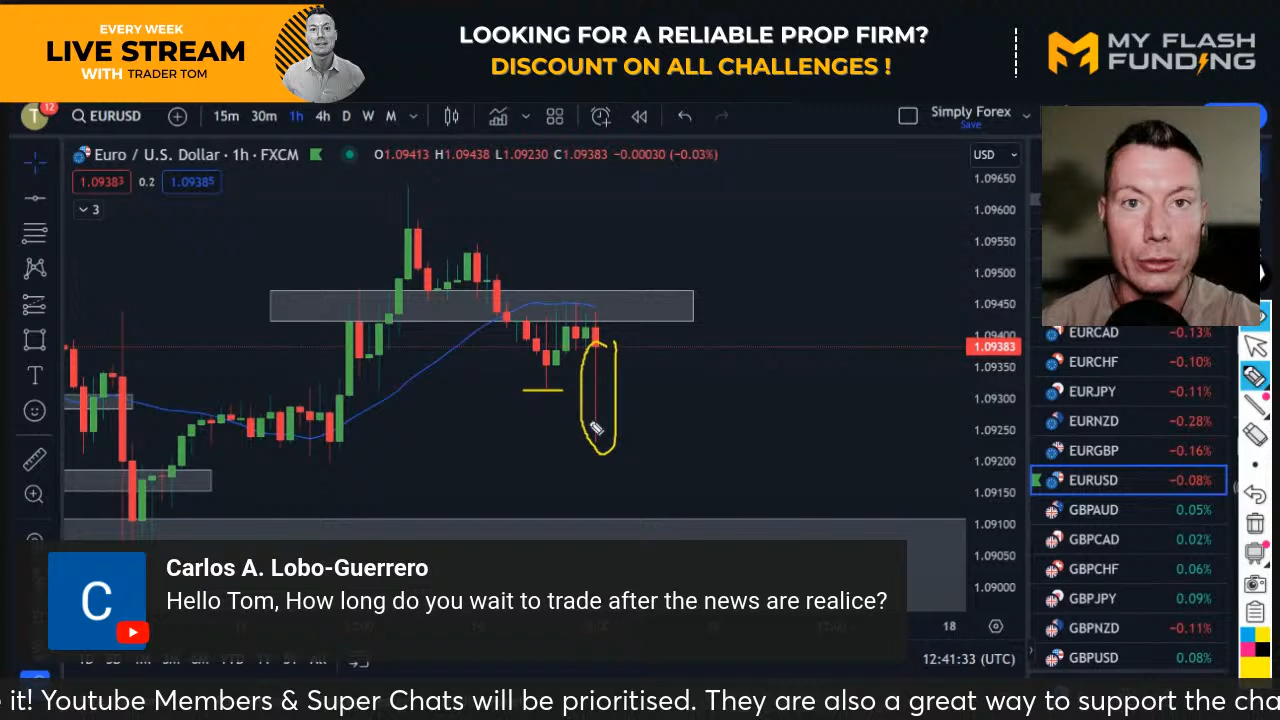 EVERY WEEK
LIVE STREAM
WITH TRADER TOM
LOOKING FOR A RELIABLE PROP FIRM?
DISCOUNT ON ALL CHALLENGES !
MY FLASH
FUNDING
T
12
EURUSD
15m 30m 1h 4h D W M
Simply Forex
Save
Euro / U.S. Dollar · 1h · FXCM
O1.09413 H1.09438 L1.09230 C1.09383 −0.00030 (−0.03%)
USD
1.09383 0.2 1.09385
3
1.09650
1.09600
1.09550
1.09500
1.09450
1.09400
1.09383
1.09350
1.09300
1.09250
1.09200
1.09150
1.09100
1.09050
1.09000
EURCAD −0.13%
EURCHF −0.10%
EURJPY −0.11%
EURNZD −0.28%
EURGBP −0.16%
EURUSD −0.08%
GBPAUD 0.05%
GBPCAD 0.02%
GBPCHF 0.06%
GBPJPY 0.09%
GBPNZD −0.11%
GBPUSD 0.08%
C
Carlos A. Lobo-Guerrero
Hello Tom, How long do you wait to trade after the news are realice?
18
12:41:33 (UTC)
it! Youtube Members & Super Chats will be prioritised. They are also a great way to support the